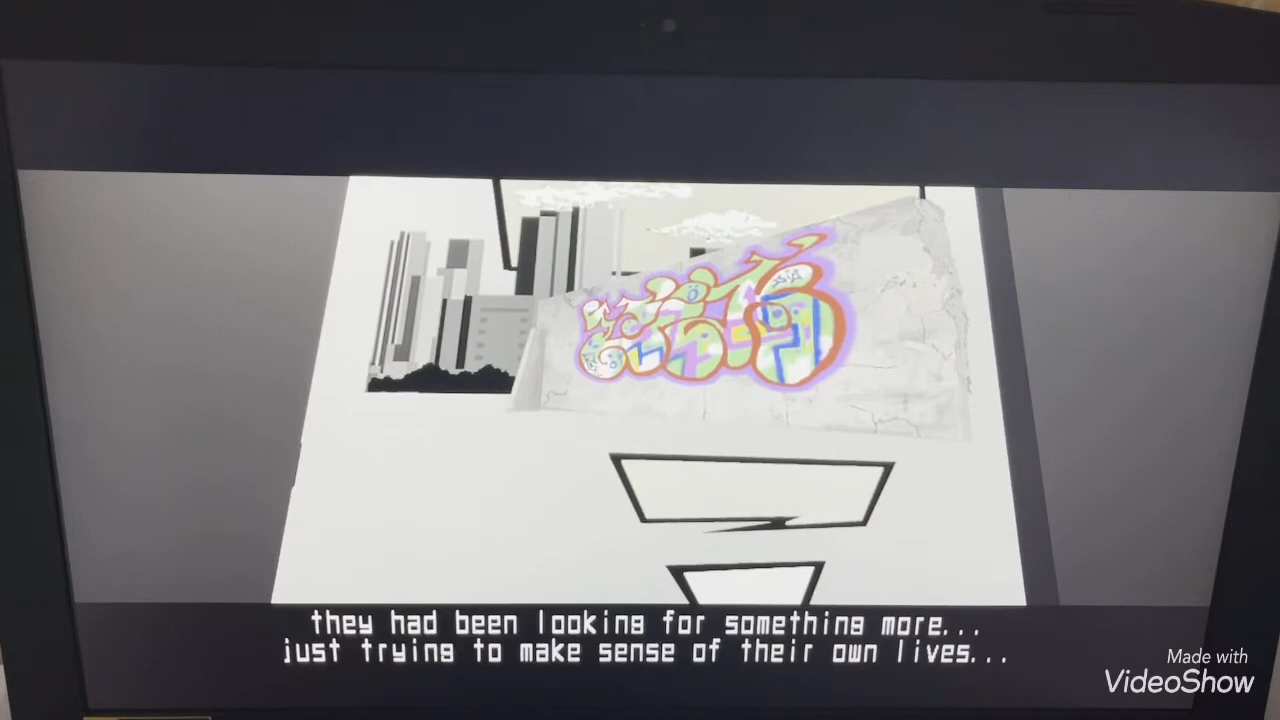 they had been looking for something more...
just trying to make sense of their own lives...
Made with
VideoShow